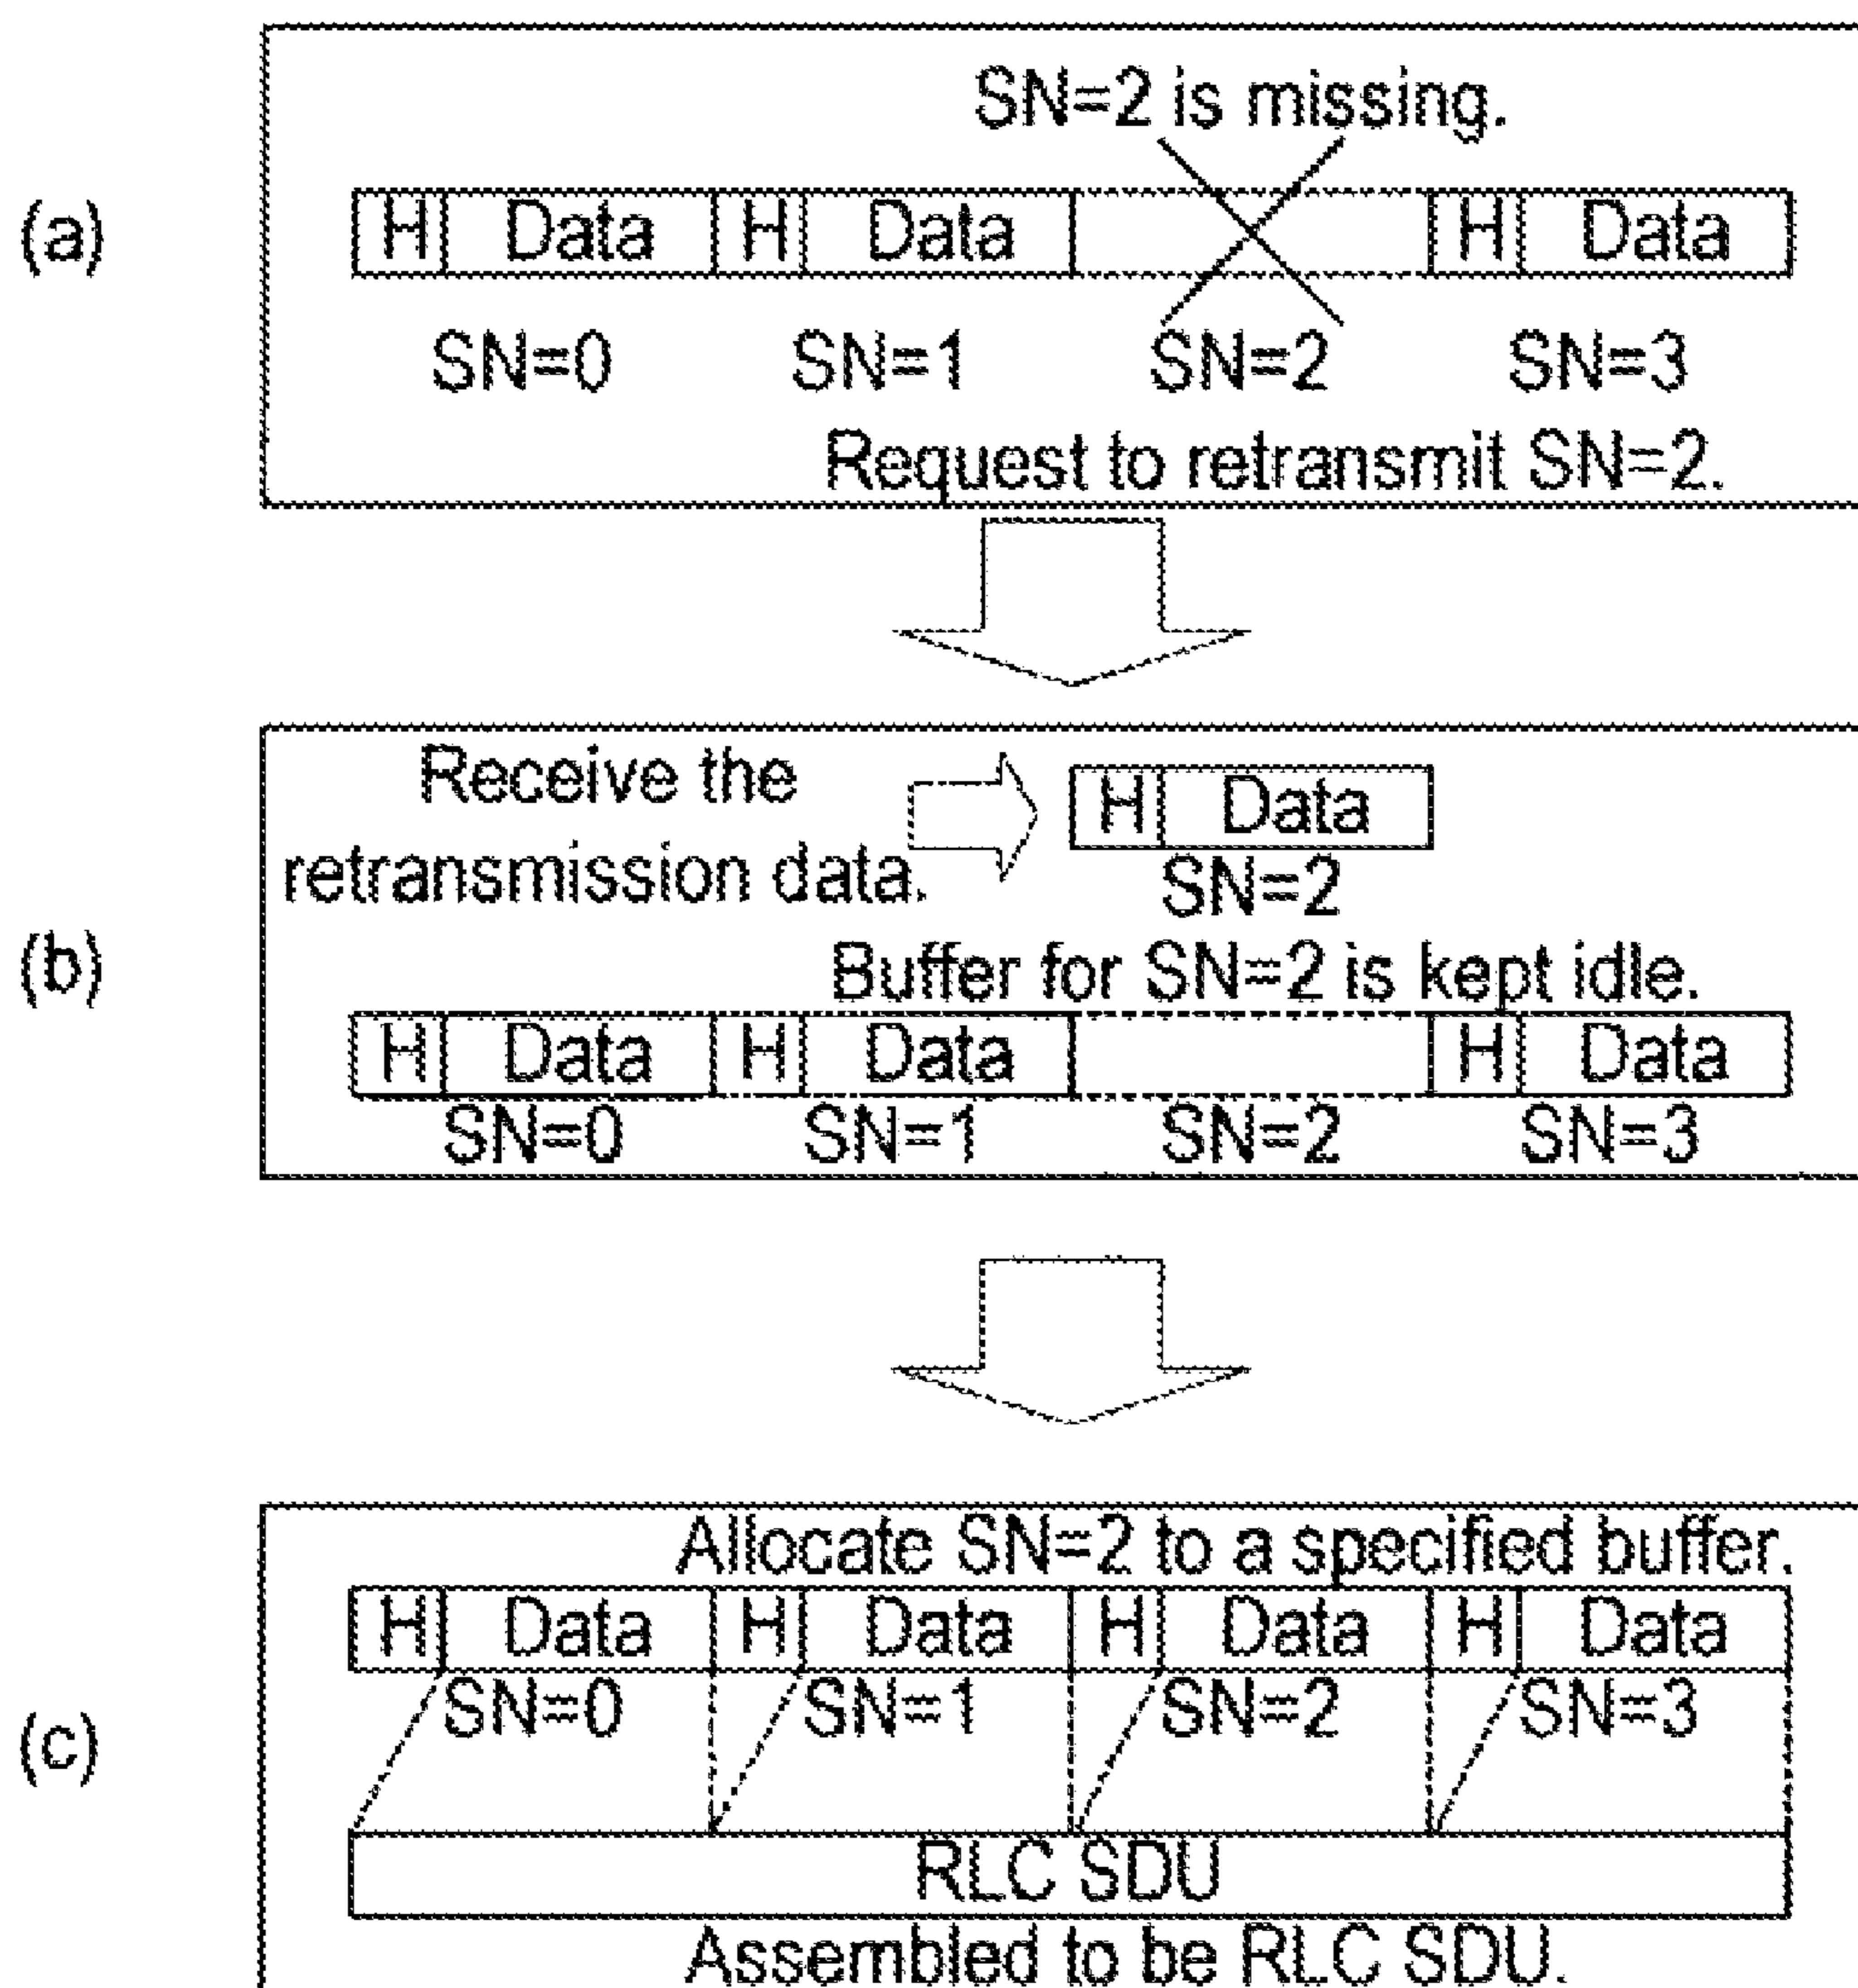 (a)
SN=2 is missing.
H Data H Data H Data
SN=0 SN=1 SN=2 SN=3
Request to retransmit SN=2.
(b)
Receive the
retransmission data.
H Data
SN=2
Buffer for SN=2 is kept idle.
H Data H Data H Data
SN=0 SN=1 SN=2 SN=3
(c)
Allocate SN=2 to a specified buffer.
H Data H Data H Data H Data
SN=0 SN=1 SN=2 SN=3
RLC SDU
Assembled to be RLC SDU.